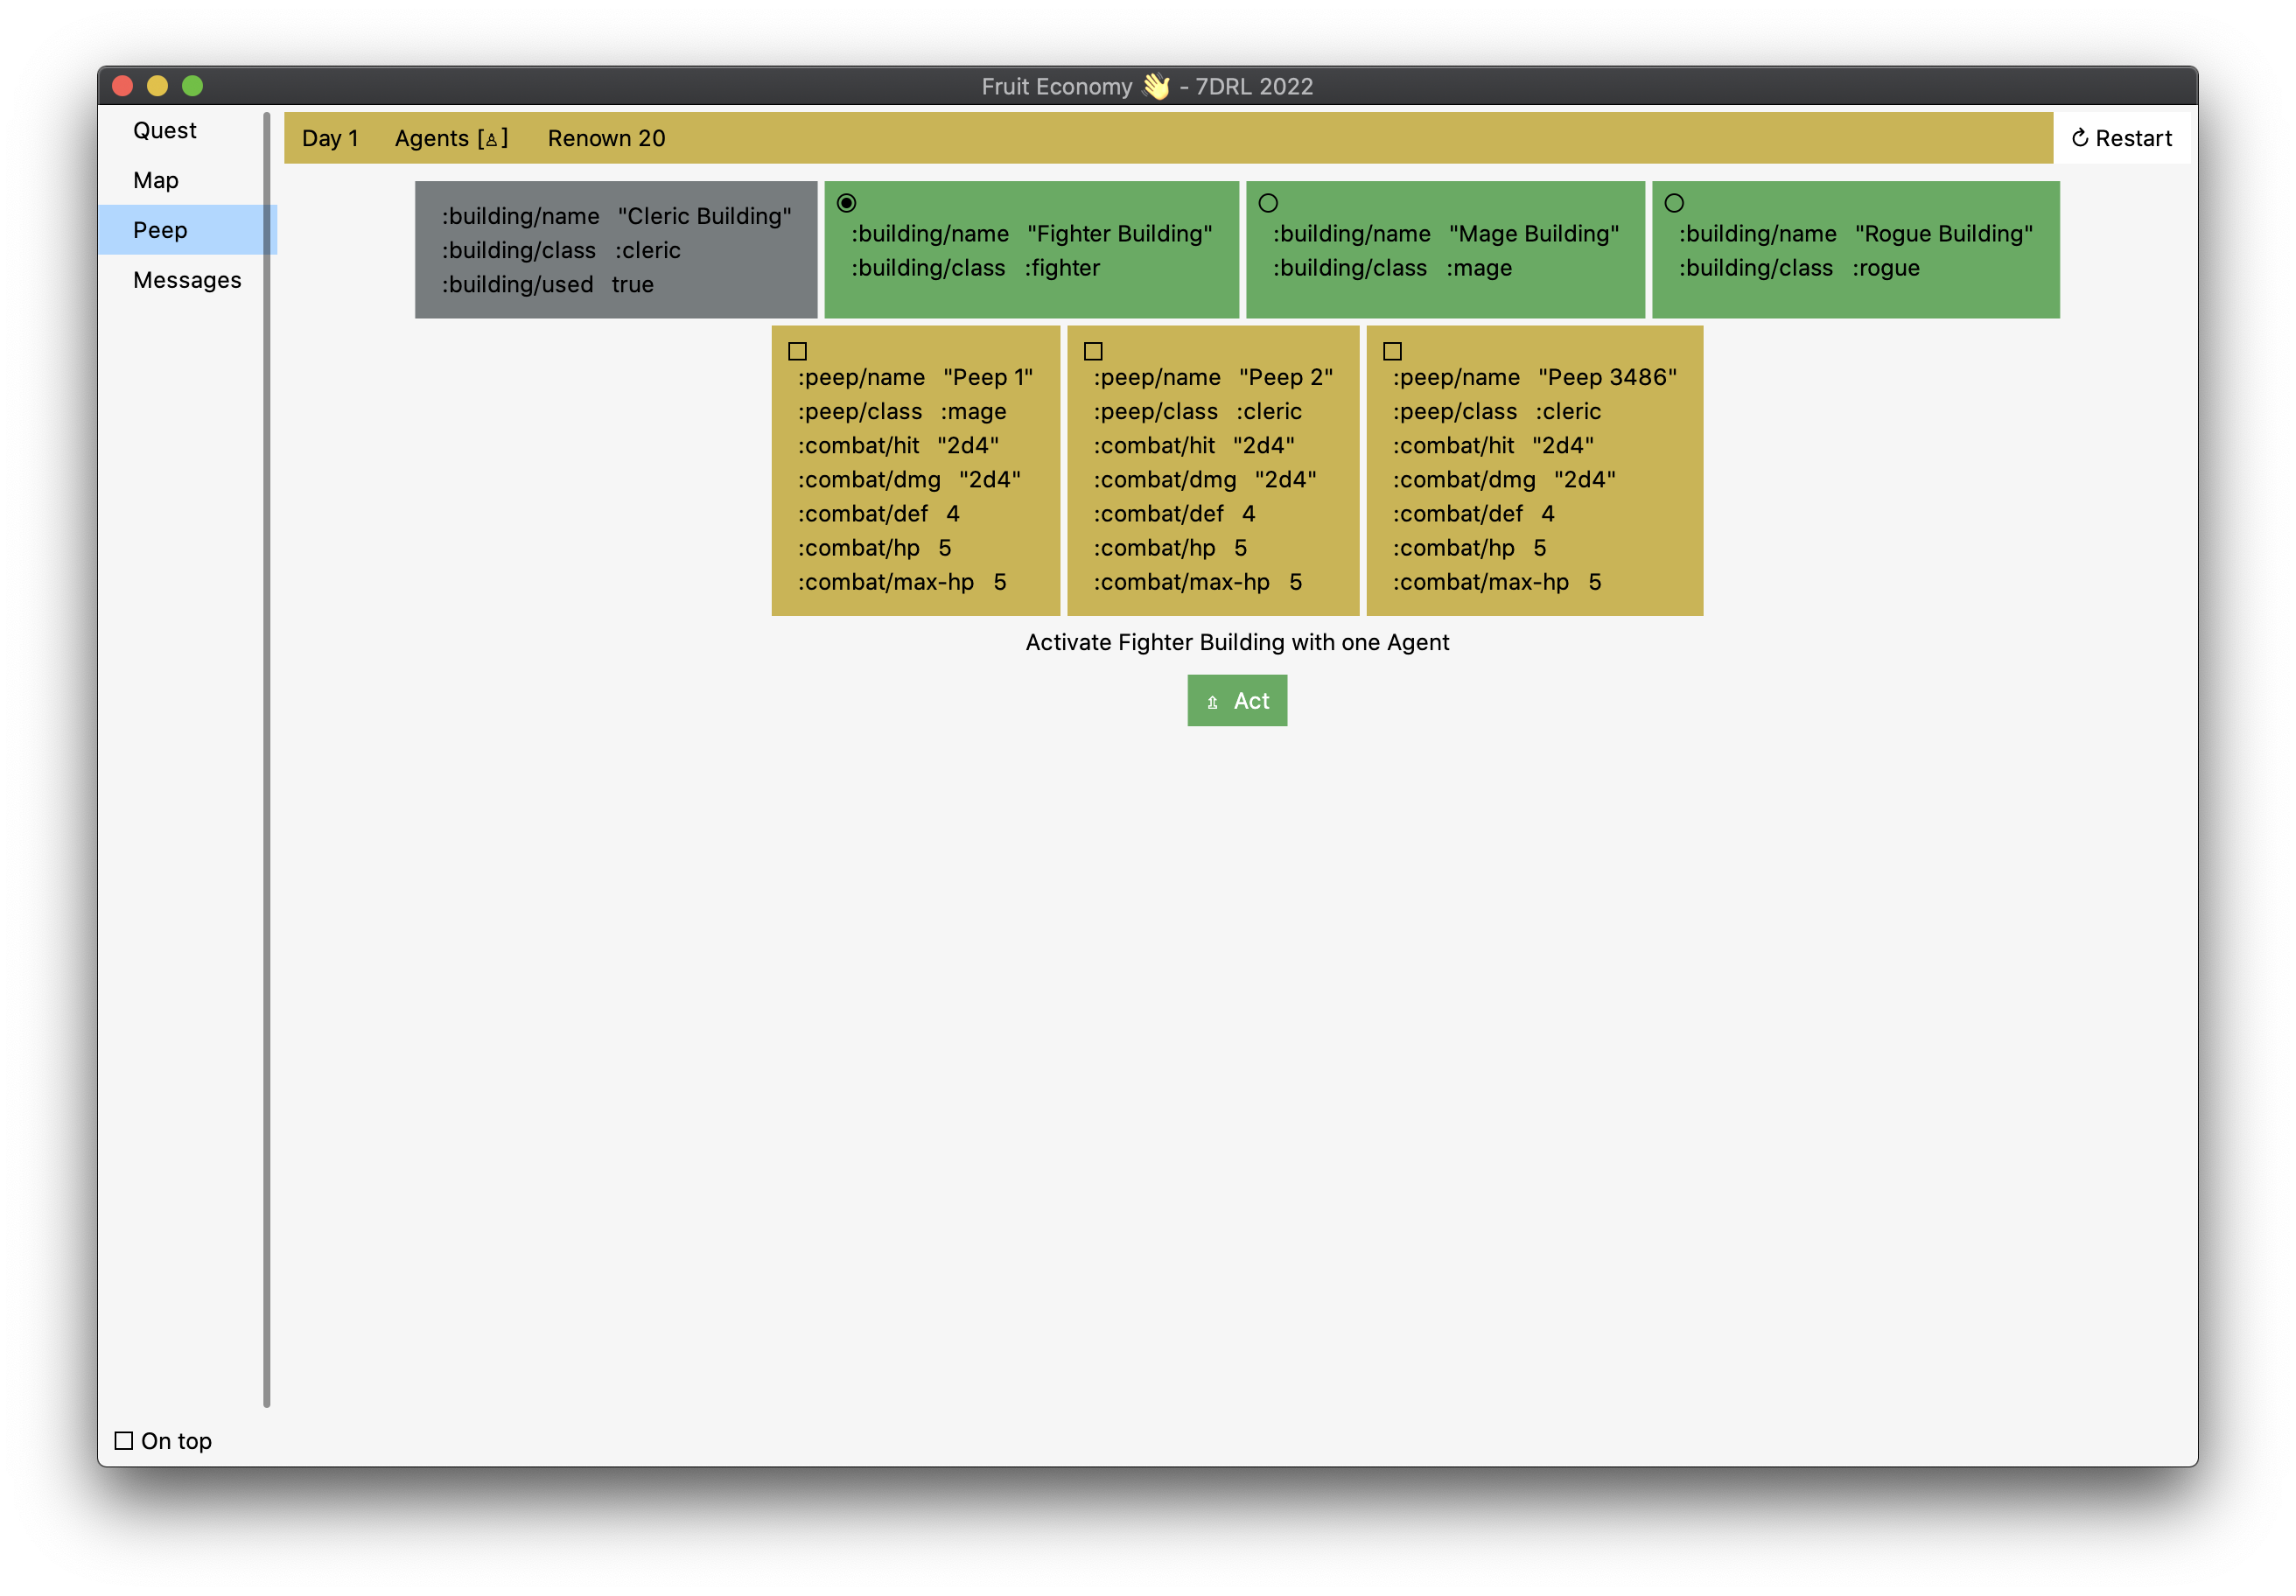 Fruit Economy 👋 - 7DRL 2022
Quest
Map
Peep
Messages
Day 1 Agents [♙] Renown 20
↻ Restart
:building/name "Cleric Building"
:building/class :cleric
:building/used true
:building/name "Fighter Building"
:building/class :fighter
:building/name "Mage Building"
:building/class :mage
:building/name "Rogue Building"
:building/class :rogue
:peep/name "Peep 1"
:peep/class :mage
:combat/hit "2d4"
:combat/dmg "2d4"
:combat/def 4
:combat/hp 5
:combat/max-hp 5
:peep/name "Peep 2"
:peep/class :cleric
:combat/hit "2d4"
:combat/dmg "2d4"
:combat/def 4
:combat/hp 5
:combat/max-hp 5
:peep/name "Peep 3486"
:peep/class :cleric
:combat/hit "2d4"
:combat/dmg "2d4"
:combat/def 4
:combat/hp 5
:combat/max-hp 5
Activate Fighter Building with one Agent
⇫ Act
On top